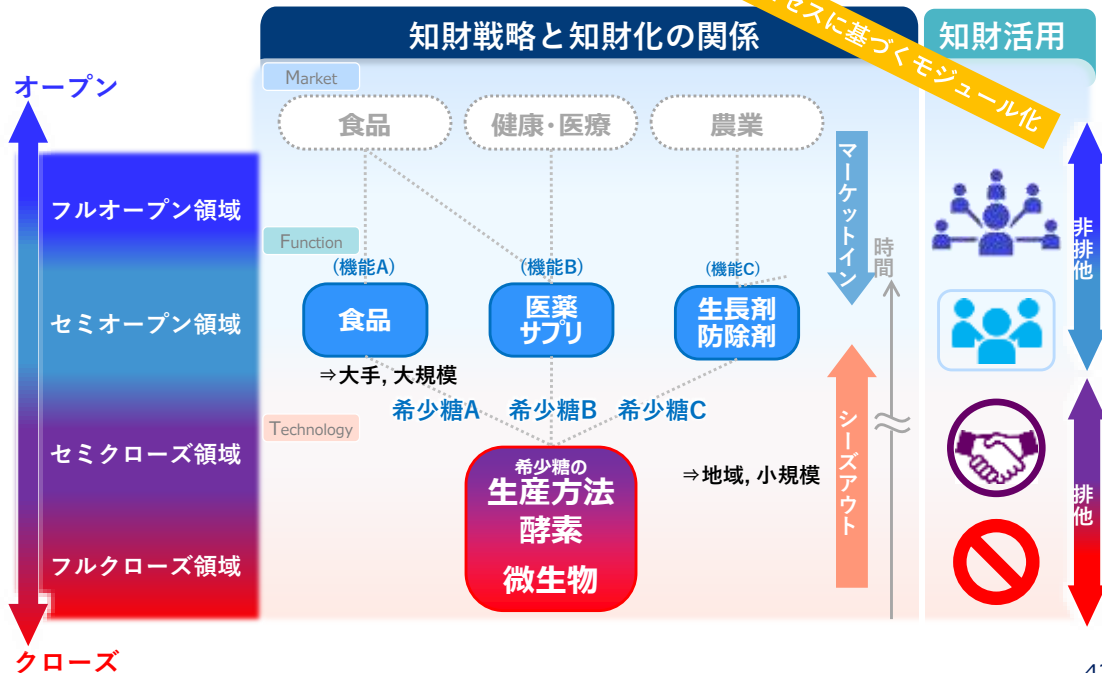 知財戦略と知財化の関係
知財活用
セスに基づくモジュール化
オープン
Market
食品
健康・医療
農業
マーケットイン
フルオープン領域
Function
時間
非排他
(機能A)
(機能B)
(機能C)
セミオープン領域
食品
医薬
サプリ
生長剤
防除剤
⇒大手, 大規模
希少糖A
希少糖B
希少糖C
Technology
シーズアウト
セミクローズ領域
希少糖の
生産方法
酵素
微生物
⇒地域, 小規模
排他
フルクローズ領域
クローズ